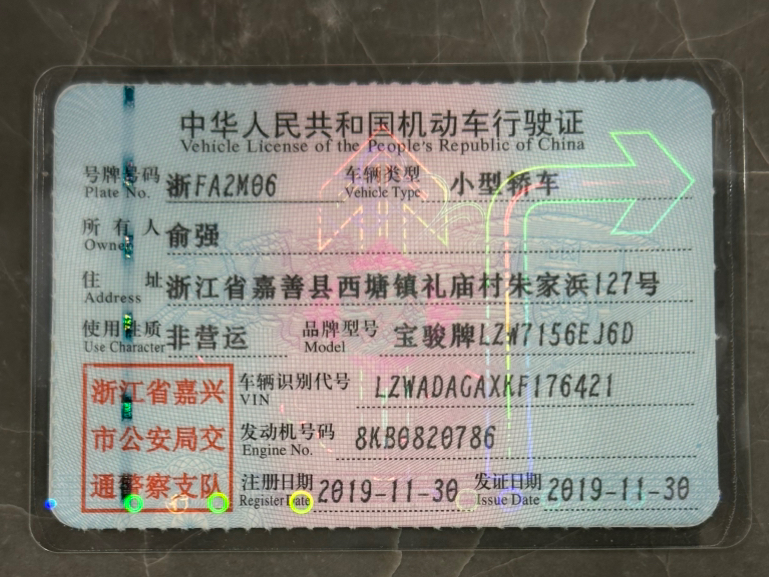 中华人民共和国机动车行驶证
Vehicle License of the People's Republic of China
号牌号码 浙FA2M06 车辆类型 小型轿车
Plate No. Vehicle Type
所有人 俞强
Owner
住址 浙江省嘉善县西塘镇礼庙村朱家浜127号
Address
使用性质 非营运 品牌型号 宝骏牌LZW7156EJ6D
Use Character Model
浙江省嘉兴
市公安局交
通警察支队
车辆识别代号 LZWADAGAXKF176421
VIN
发动机号码 8KB0820786
Engine No.
注册日期 2019-11-30 发证日期 2019-11-30
Register Date Issue Date